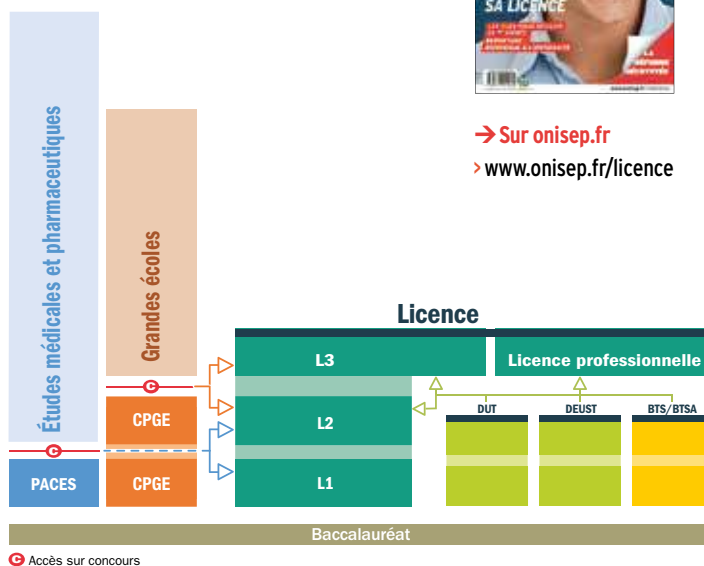 SA LICENCE
→ Sur onisep.fr
> www.onisep.fr/licence
Études médicales et pharmaceutiques
Grandes écoles
Licence
L3
Licence professionnelle
C
CPGE
L2
DUT
DEUST
BTS/BTSA
C
PACES
CPGE
L1
Baccalauréat
C Accès sur concours